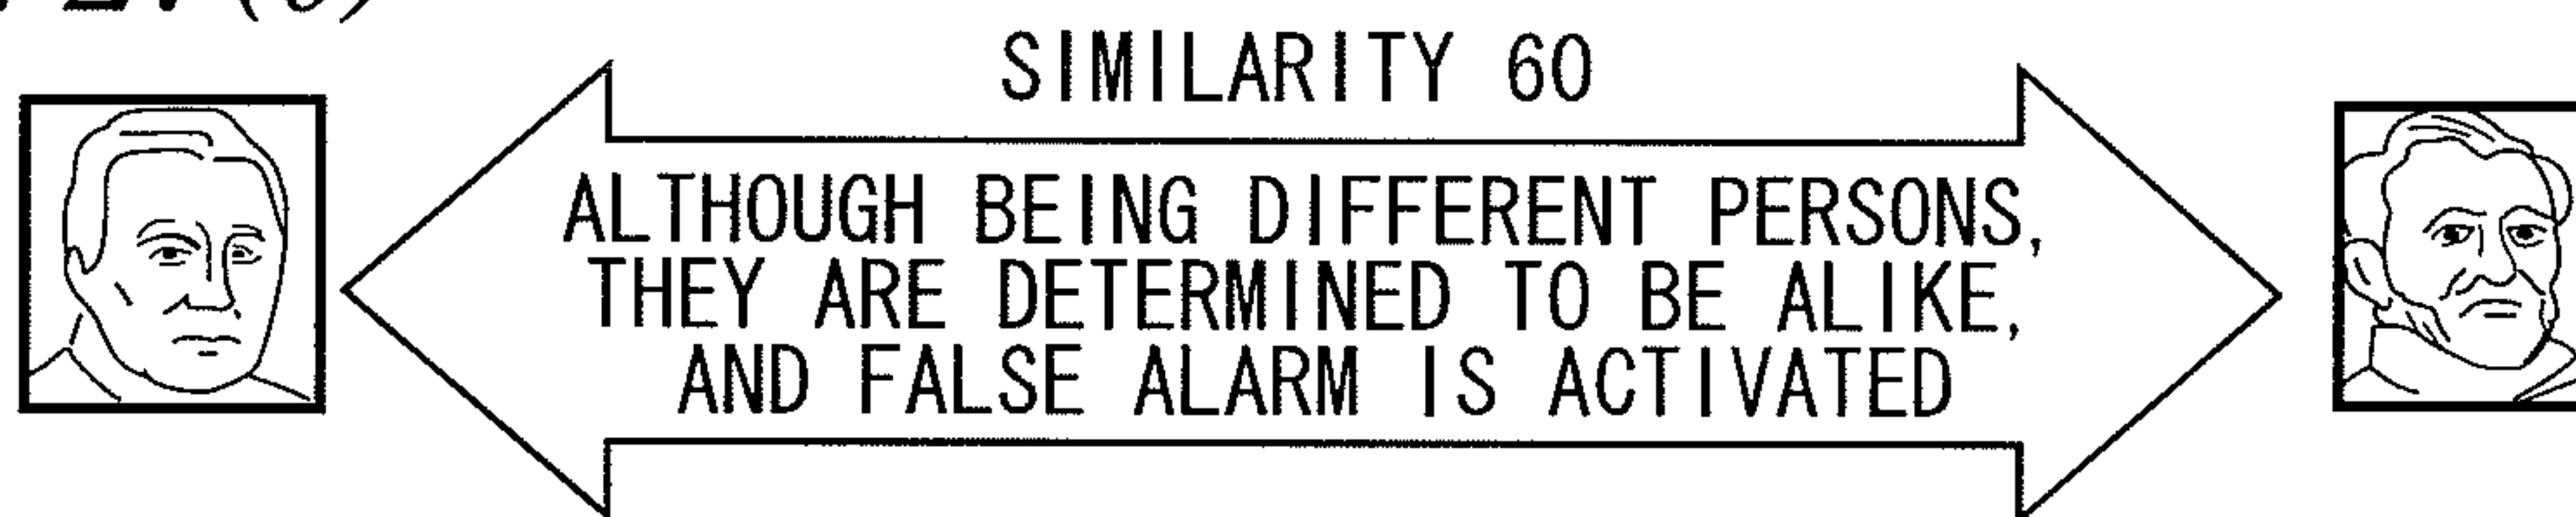 SIMILARITY 60
ALTHOUGH BEING DIFFERENT PERSONS,
THEY ARE DETERMINED TO BE ALIKE,
AND FALSE ALARM IS ACTIVATED